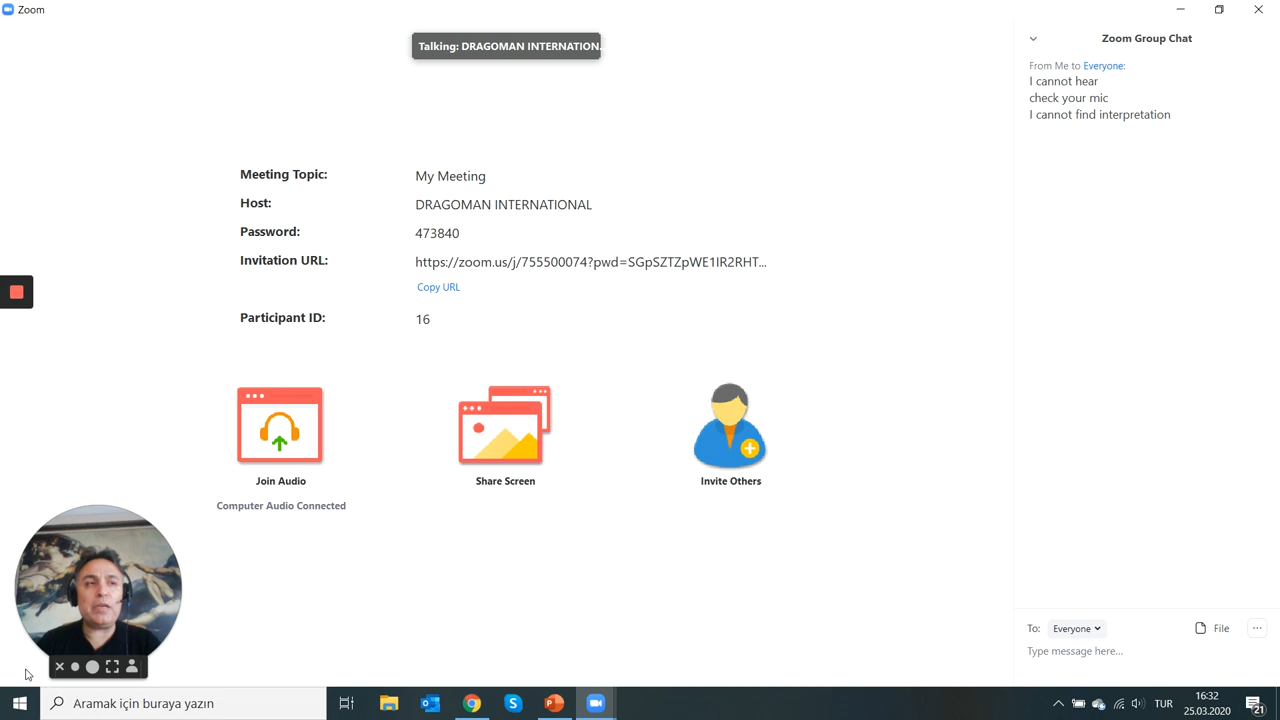 Zoom
Talking: DRAGOMAN INTERNATION
Zoom Group Chat
From Me to Everyone:
I cannot hear
check your mic
I cannot find interpretation
Meeting Topic: My Meeting
Host: DRAGOMAN INTERNATIONAL
Password: 473840
Invitation URL: https://zoom.us/j/755500074?pwd=SGpSZTZpWE1IR2RHT...
Copy URL
Participant ID: 16
Join Audio
Share Screen
Invite Others
Computer Audio Connected
To: Everyone
File
Type message here...
Aramak için buraya yazın
TUR
16:32
25.03.2020
21